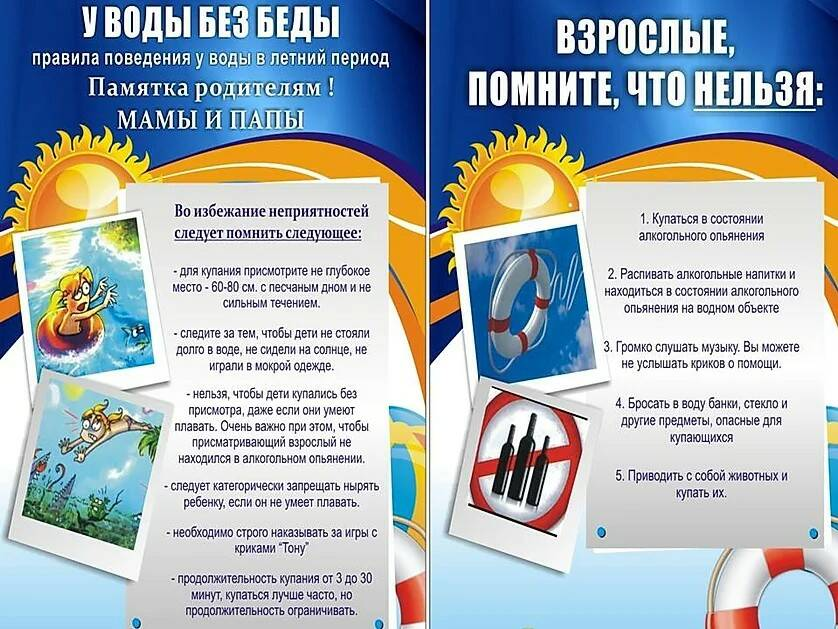 У ВОДЫ БЕЗ БЕДЫ
правила поведения у воды в летний период
Памятка родителям !
МАМЫ И ПАПЫ
Во избежание неприятностей
следует помнить следующее:
- для купания присмотрите не глубокое
место - 60-80 см. с песчаным дном и не
сильным течением.
- следите за тем, чтобы дети не стояли
долго в воде, не сидели на солнце, не
играли в мокрой одежде.
- нельзя, чтобы дети купались без
присмотра, даже если они умеют
плавать. Очень важно при этом, чтобы
присматривающий взрослый не
находился в алкогольном опьянении.
- следует категорически запрещать нырять
ребенку, если он не умеет плавать.
- необходимо строго наказывать за игры с
криками "Тону"
- продолжительность купания от 3 до 30
минут, купаться лучше часто, но
продолжительность ограничивать.
ВЗРОСЛЫЕ,
ПОМНИТЕ, ЧТО НЕЛЬЗЯ:
1. Купаться в состоянии
алкогольного опьянения
2. Распивать алкогольные напитки и
находиться в состоянии алкогольного
опьянения на водном объекте
3. Громко слушать музыку. Вы можете
не услышать криков о помощи.
4. Бросать в воду банки, стекло и
другие предметы, опасные для
купающихся
5. Приводить с собой животных и
купать их.